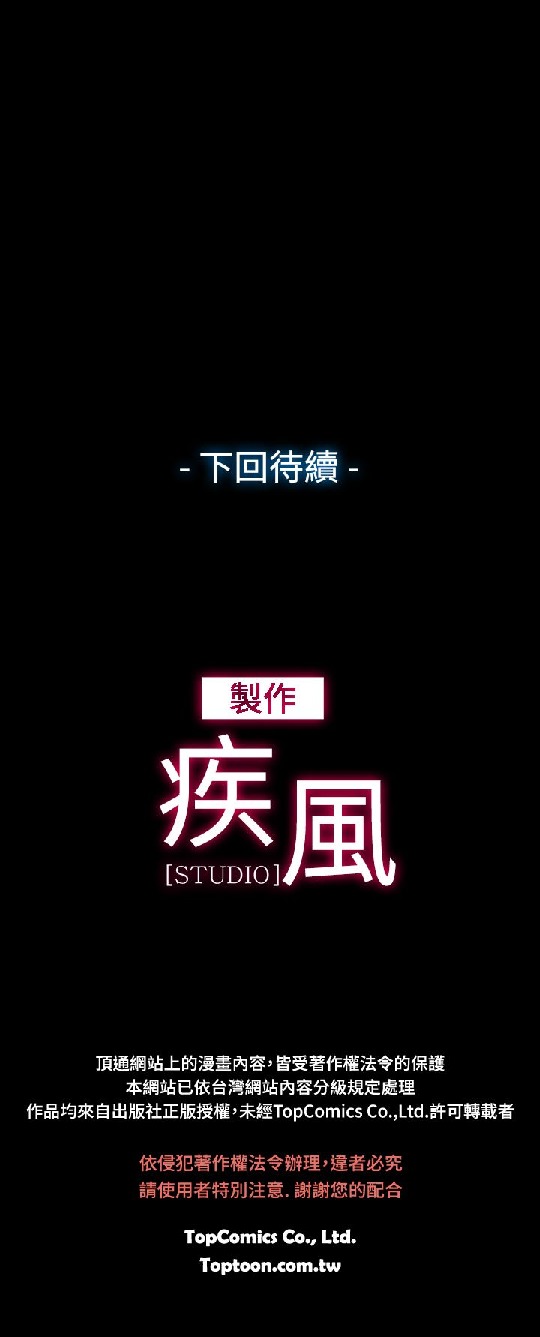 - 下回待續 -
製作
疾風
[STUDIO]
頂通網站上的漫畫內容，皆受著作權法令的保護
本網站已依台灣網站內容分級規定處理
作品均來自出版社正版授權，未經TopComics Co.,Ltd.許可轉載者
依侵犯著作權法令辦理，違者必究
請使用者特別注意. 謝謝您的配合
TopComics Co., Ltd.
Toptoon.com.tw